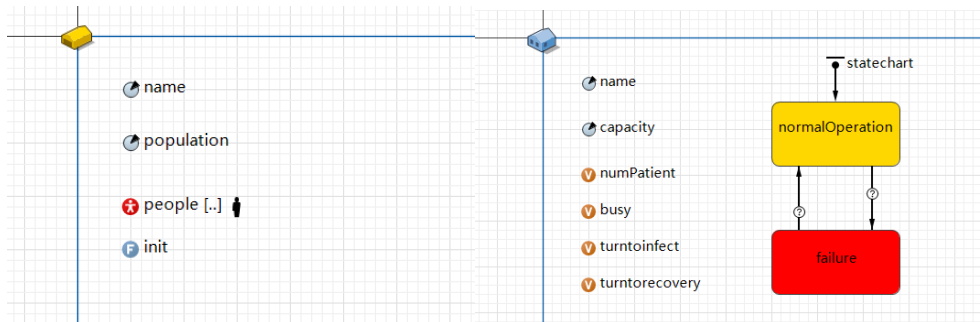 name
population
people [..]
init
name
capacity
numPatient
busy
turntoinfect
turntorecovery
statechart
normalOperation
?
?
failure